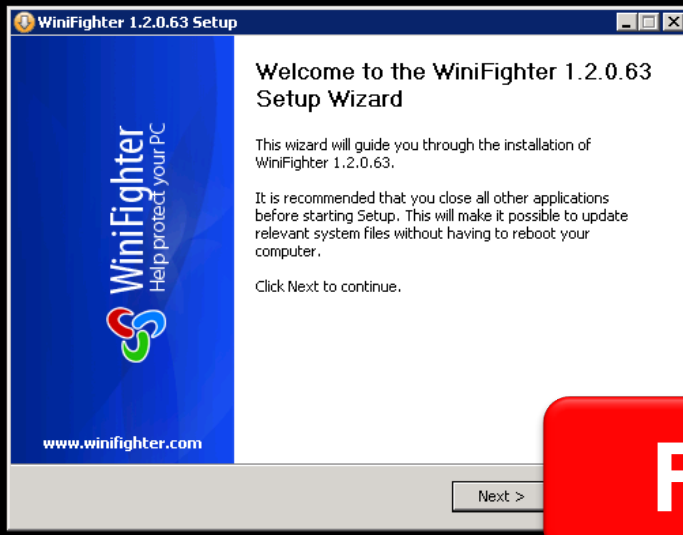 WiniFighter 1.2.0.63 Setup
Welcome to the WiniFighter 1.2.0.63
Setup Wizard
This wizard will guide you through the installation of
WiniFighter 1.2.0.63.
It is recommended that you close all other applications
before starting Setup. This will make it possible to update
relevant system files without having to reboot your
computer.
Click Next to continue.
WiniFighter
Help protect your PC
www.winifighter.com
Next >